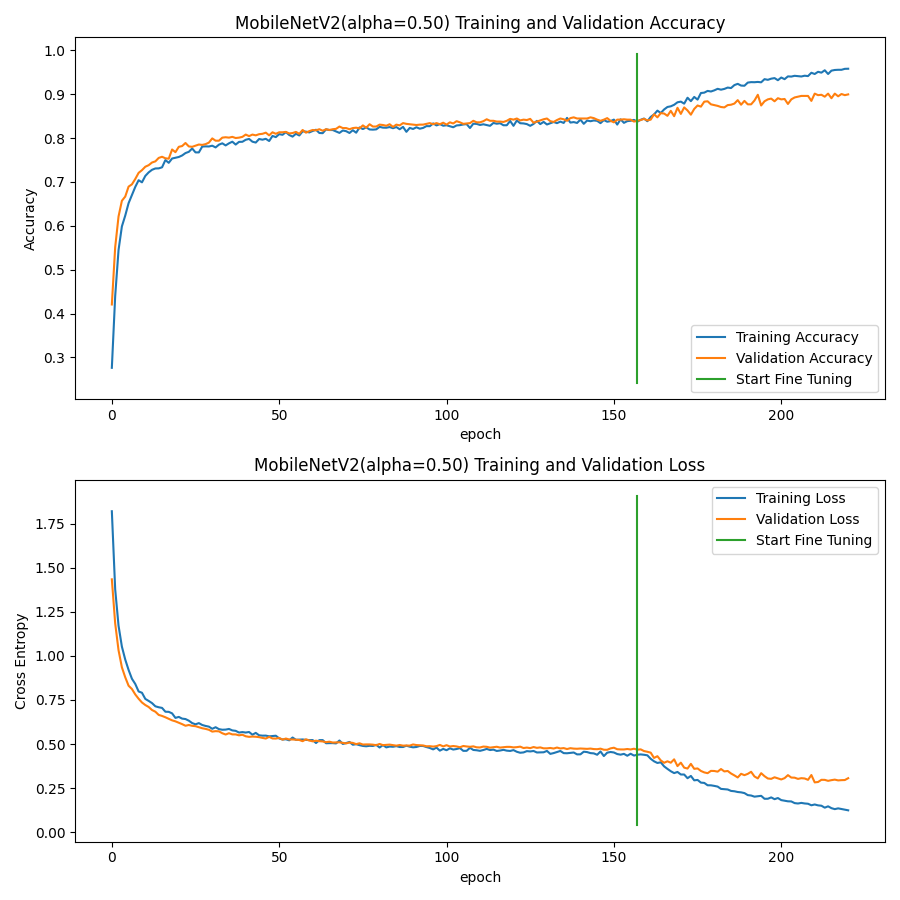 MobileNetV2(alpha=0.50) Training and Validation Accuracy
1.0
0.9
0.8
0.7
0.6
0.5
0.4
0.3
Accuracy
Training Accuracy
Validation Accuracy
Start Fine Tuning
0 50 100 150 200
epoch
MobileNetV2(alpha=0.50) Training and Validation Loss
1.75
1.50
1.25
1.00
0.75
0.50
0.25
0.00
Cross Entropy
Training Loss
Validation Loss
Start Fine Tuning
0 50 100 150 200
epoch